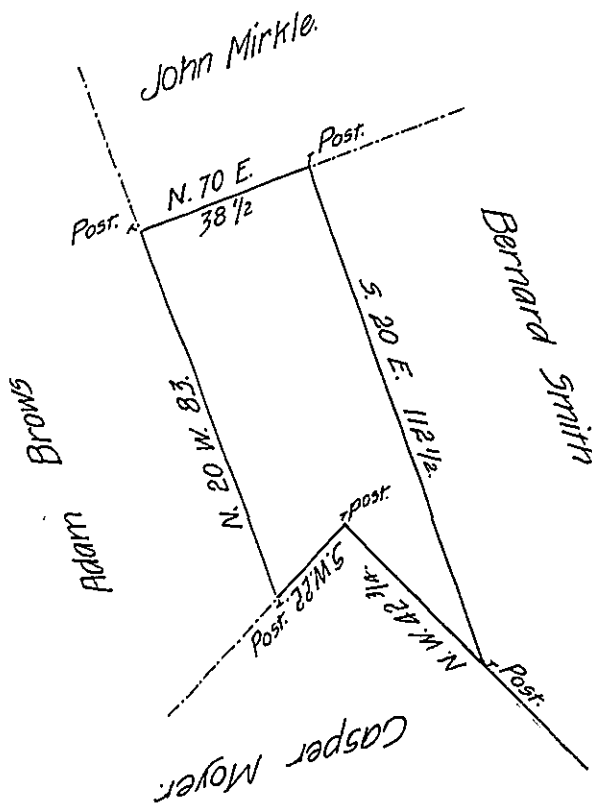 John Mirkle.
Post.
N. 70 E.
38 1/2
Post.
Bernard Smith
S. 20 E. 112 1/2.
N. 20 W. 83.
Adam Brows
post.
S.W. 22.
Post.
N.W. 42 3/4.
Post.
Casper Moyer.